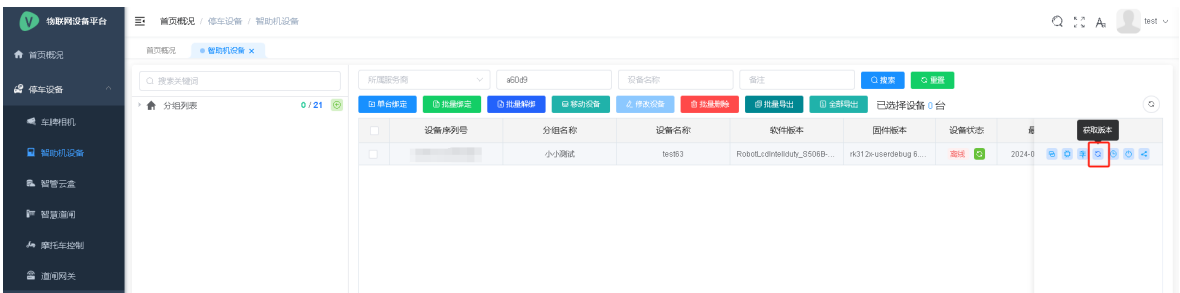 物联网设备平台
首页概况 / 停车设备 / 智助机设备
test
首页概况
首页概况
智助机设备 ×
停车设备
车牌相机
智助机设备
智管云盒
智慧道闸
摩托车控制
道闸网关
搜索关键词
分组列表 0 / 21
所属服务商 a60d9 设备名称 备注 搜索 重置
单台绑定 批量绑定 批量解绑 移动设备 修改设备 批量删除 批量导出 全部导出 已选择设备 0 台
设备序列号 分组名称 设备名称 软件版本 固件版本 设备状态 最
获取版本
小小测试 test63 RobotLcdIntellduty_S506B-... rk312x-userdebug 6.... 离线 2024-0